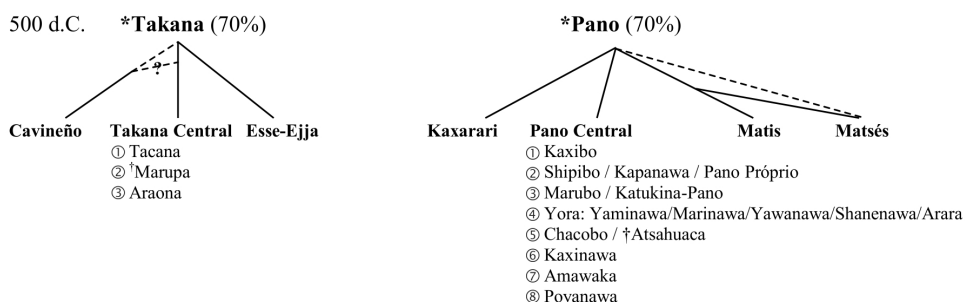 500 d.C. *Takana (70%) *Pano (70%)
?
Cavineño Takana Central Esse-Ejja Kaxarari Pano Central Matis Matsés
① Tacana
② †Marupa
③ Araona
① Kaxibo
② Shipibo / Kapanawa / Pano Próprio
③ Marubo / Katukina-Pano
④ Yora: Yaminawa/Marinawa/Yawanawa/Shanenawa/Arara
⑤ Chacobo / †Atsahuaca
⑥ Kaxinawa
⑦ Amawaka
⑧ Poyanawa